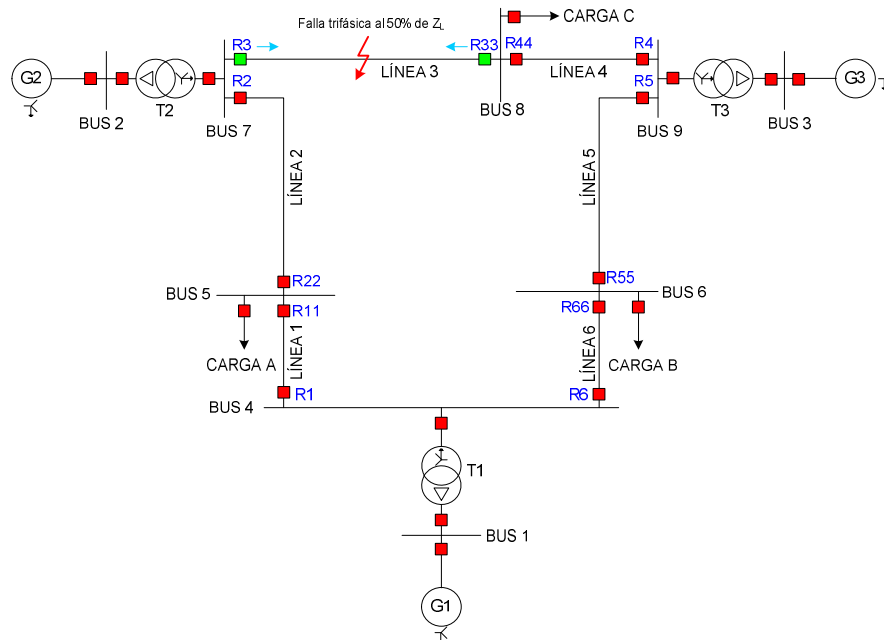 Falla trifásica al 50% de ZL
CARGA C
R3
R33
R44
R4
LÍNEA 3
LÍNEA 4
G2
T2
R2
R5
T3
G3
BUS 2
BUS 7
BUS 8
BUS 9
BUS 3
LÍNEA 2
LÍNEA 5
R22
R55
BUS 5
BUS 6
R11
R66
CARGA A
LÍNEA 1
LÍNEA 6
CARGA B
R1
R6
BUS 4
T1
BUS 1
G1